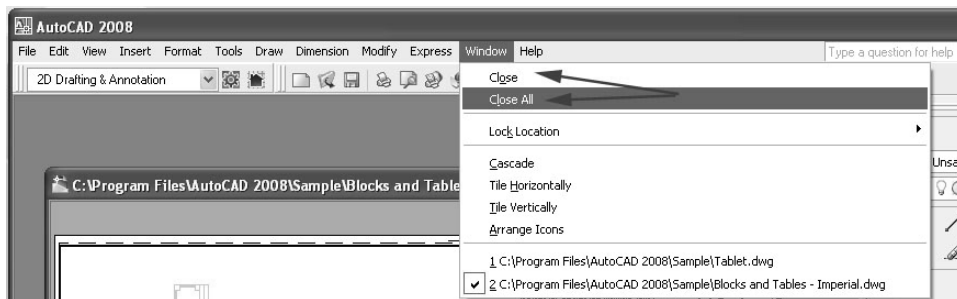 AutoCAD 2008
File Edit View Insert Format Tools Draw Dimension Modify Express Window Help Type a question for help
2D Drafting & Annotation
Close
Close All
Lock Location
Cascade
Tile Horizontally
Tile Vertically
Arrange Icons
C:\Program Files\AutoCAD 2008\Sample\Blocks and Table
1 C:\Program Files\AutoCAD 2008\Sample\Tablet.dwg
2 C:\Program Files\AutoCAD 2008\Sample\Blocks and Tables - Imperial.dwg
Unsa